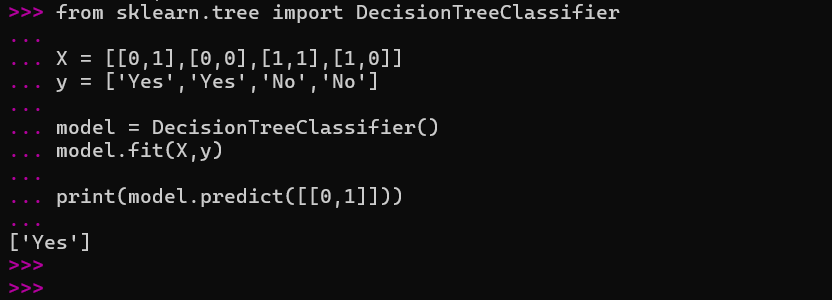 >>> from sklearn.tree import DecisionTreeClassifier
...
... X = [[0,1],[0,0],[1,1],[1,0]]
... y = ['Yes','Yes','No','No']
...
... model = DecisionTreeClassifier()
... model.fit(X,y)
...
... print(model.predict([[0,1]]))
...
['Yes']
>>>
>>>